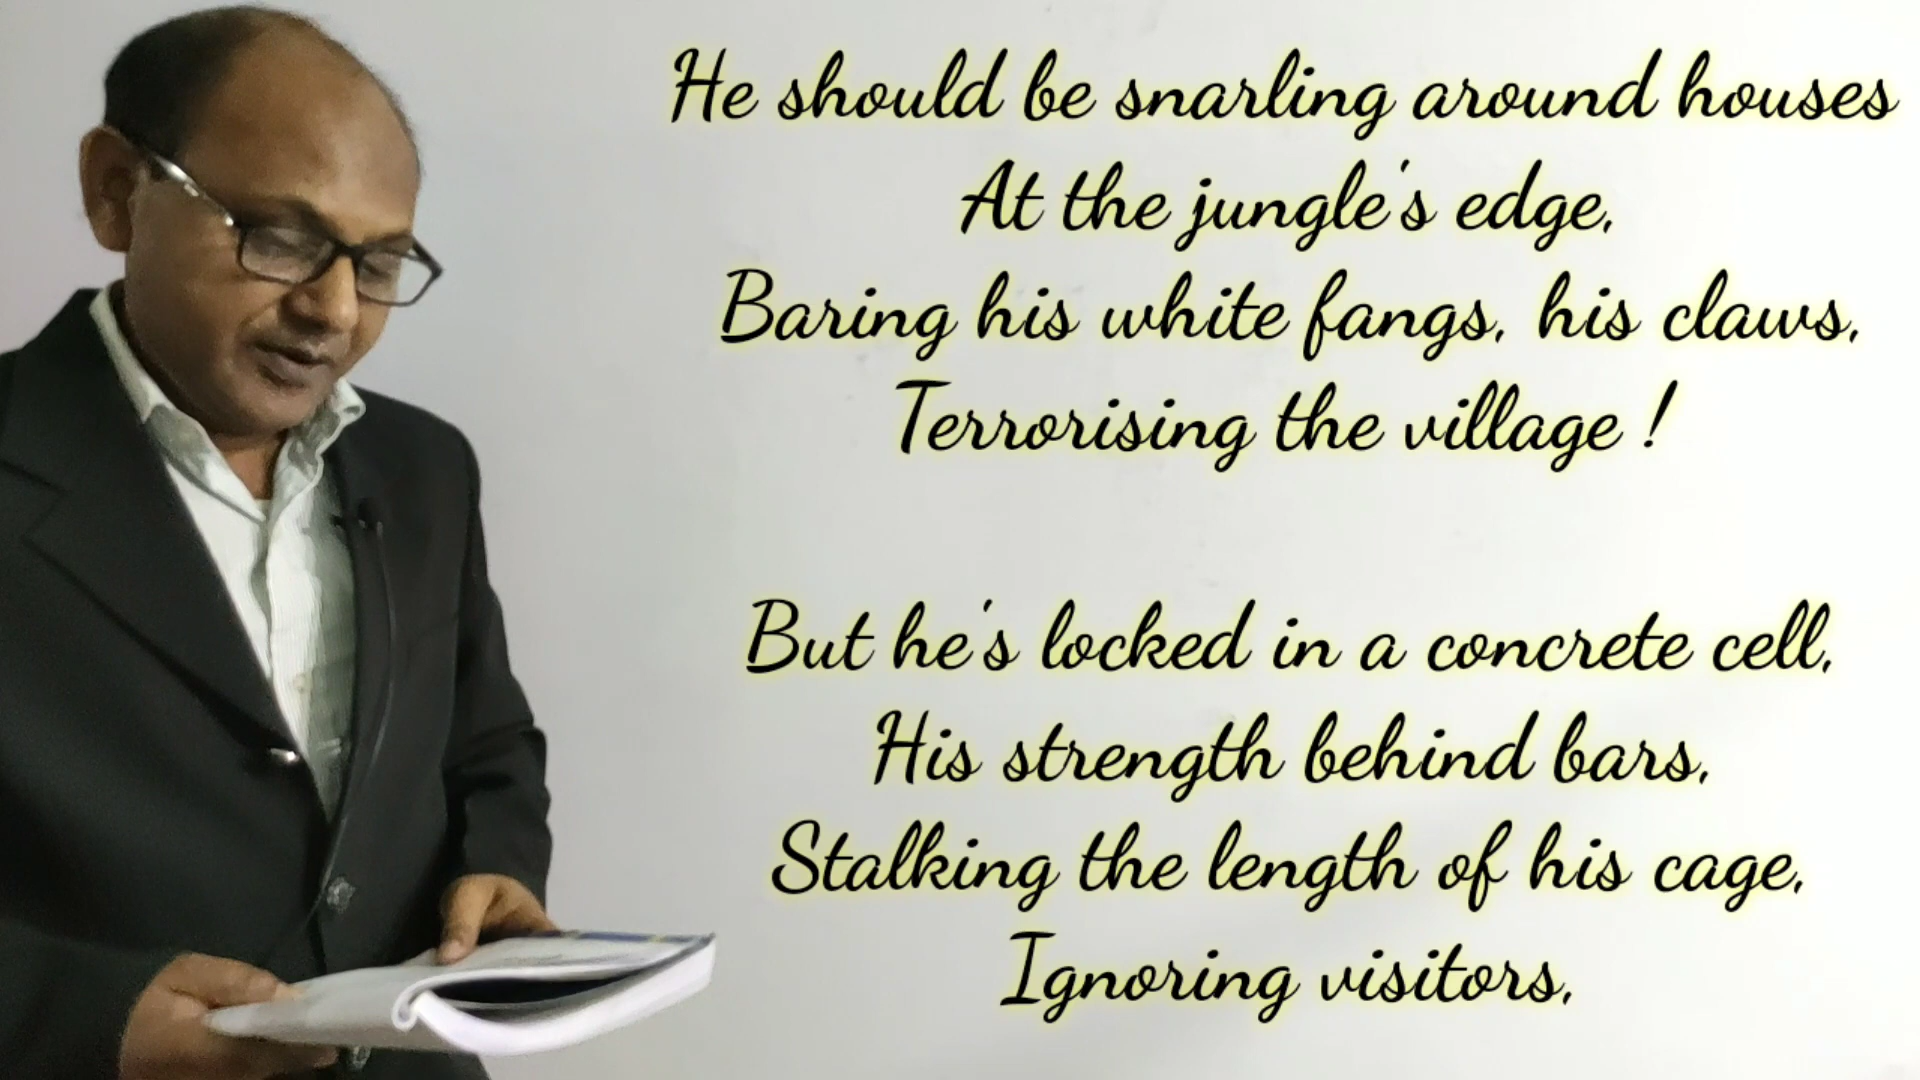 He should be snarling around houses
At the jungle's edge,
Baring his white fangs, his claws,
Terrorising the village !
But he's locked in a concrete cell,
His strength behind bars,
Stalking the length of his cage,
Ignoring visitors,